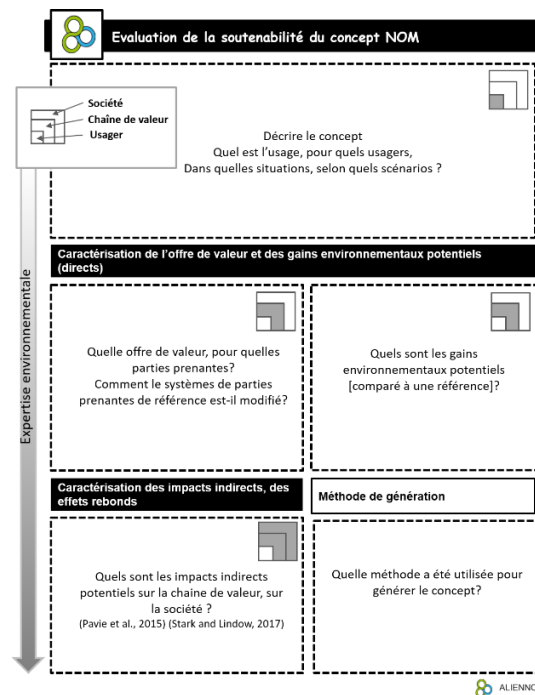 Evaluation de la soutenabilité du concept NOM
Société
Chaîne de valeur
Usager
Décrire le concept
Quel est l'usage, pour quels usagers,
Dans quelles situations, selon quels scénarios ?
Expertise environnementale
Caractérisation de l'offre de valeur et des gains environnementaux potentiels
(directs)
Quelle offre de valeur, pour quelles
parties prenantes?
Comment le systèmes de parties
prenantes de référence est-il modifié?
Quels sont les gains
environnementaux potentiels
[comparé à une référence]?
Caractérisation des impacts indirects, des
effets rebonds
Méthode de génération
Quels sont les impacts indirects
potentiels sur la chaine de valeur, sur
la société ?
(Pavie et al., 2015) (Stark and Lindow, 2017)
Quelle méthode a été utilisée pour
générer le concept?
ALIENNO